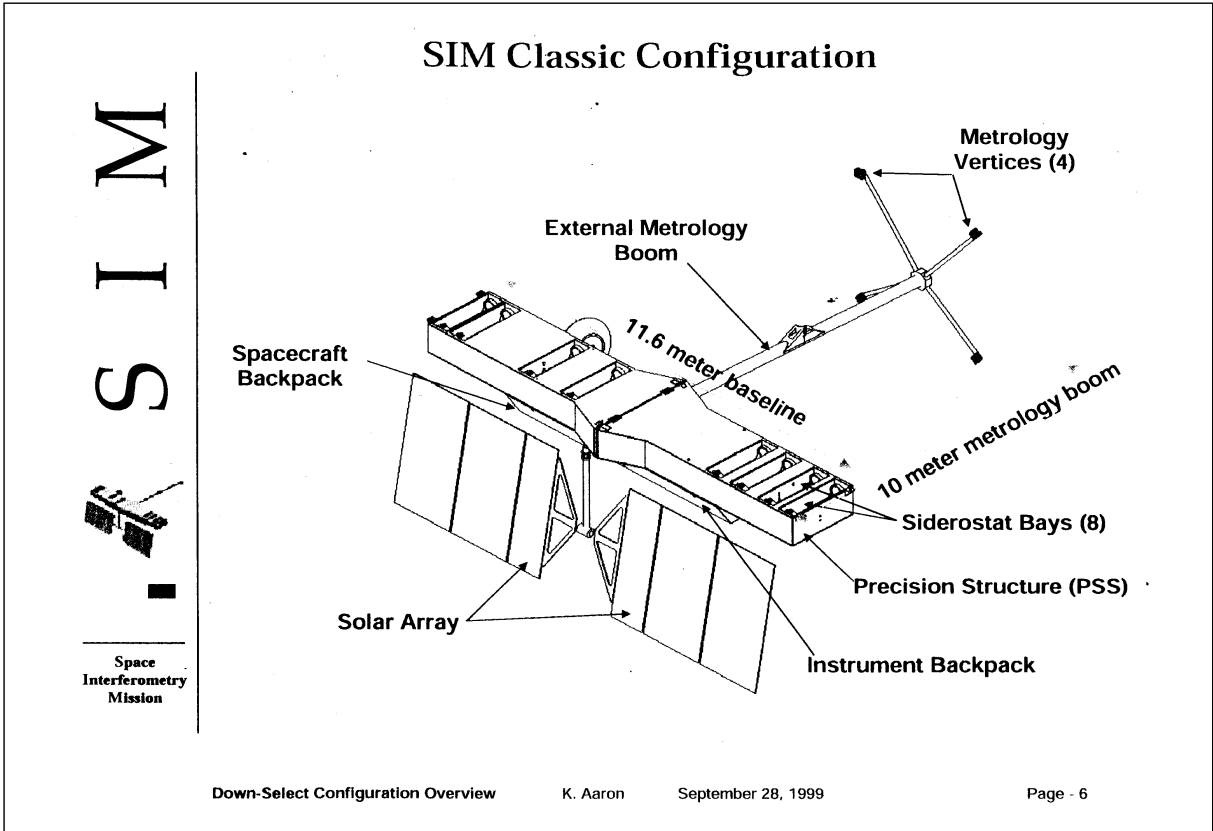 SIM Classic Configuration
SIM
Space
Interferometry
Mission
Metrology
Vertices (4)
External Metrology
Boom
11.6 meter baseline
Spacecraft
Backpack
10 meter metrology boom
Siderostat Bays (8)
Precision Structure (PSS)
Solar Array
Instrument Backpack
Down-Select Configuration Overview
K. Aaron
September 28, 1999
Page - 6